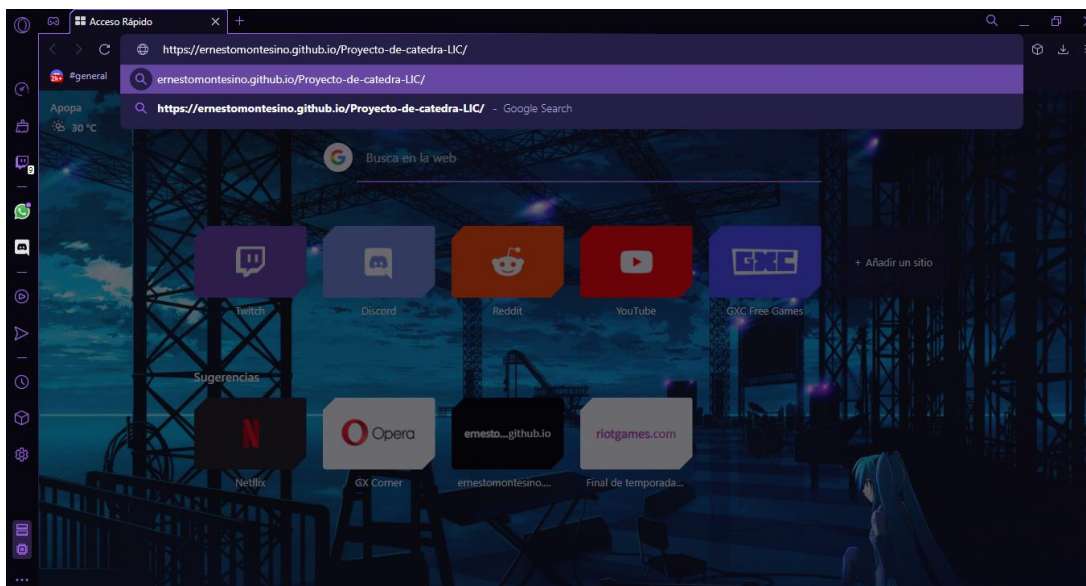 Acceso Rápido
https://ernestomontesino.github.io/Proyecto-de-catedra-LIC/
2k+ #general
ernestomontesino.github.io/Proyecto-de-catedra-LIC/
https://ernestomontesino.github.io/Proyecto-de-catedra-LIC/ - Google Search
Apopa
30 °C
G Busca en la web
GXC
+ Añadir un sitio
Twitch
Discord
Reddit
YouTube
GXC Free Games
Sugerencias
N
Opera
ernesto...github.io
riotgames.com
Netflix
GX Corner
ernestomontesino....
Final de temporada...